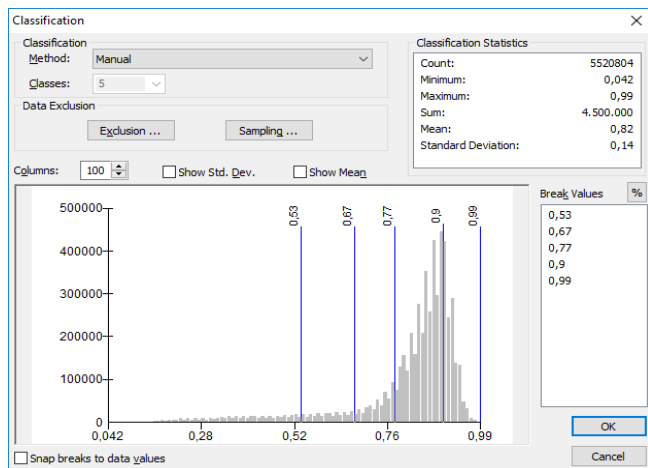 Classification
Classification
Method:
Manual
Classes:
5
Data Exclusion
Exclusion ...
Sampling ...
Classification Statistics
Count: 5520804
Minimum: 0,042
Maximum: 0,99
Sum: 4.500.000
Mean: 0,82
Standard Deviation: 0,14
Columns:
100
Show Std. Dev.
Show Mean
Break Values
%
0,53
0,67
0,77
0,9
0,99
500000
400000
300000
200000
100000
0
0,53
0,67
0,77
0,9
0,99
0,042
0,28
0,52
0,76
0,99
Snap breaks to data values
OK
Cancel